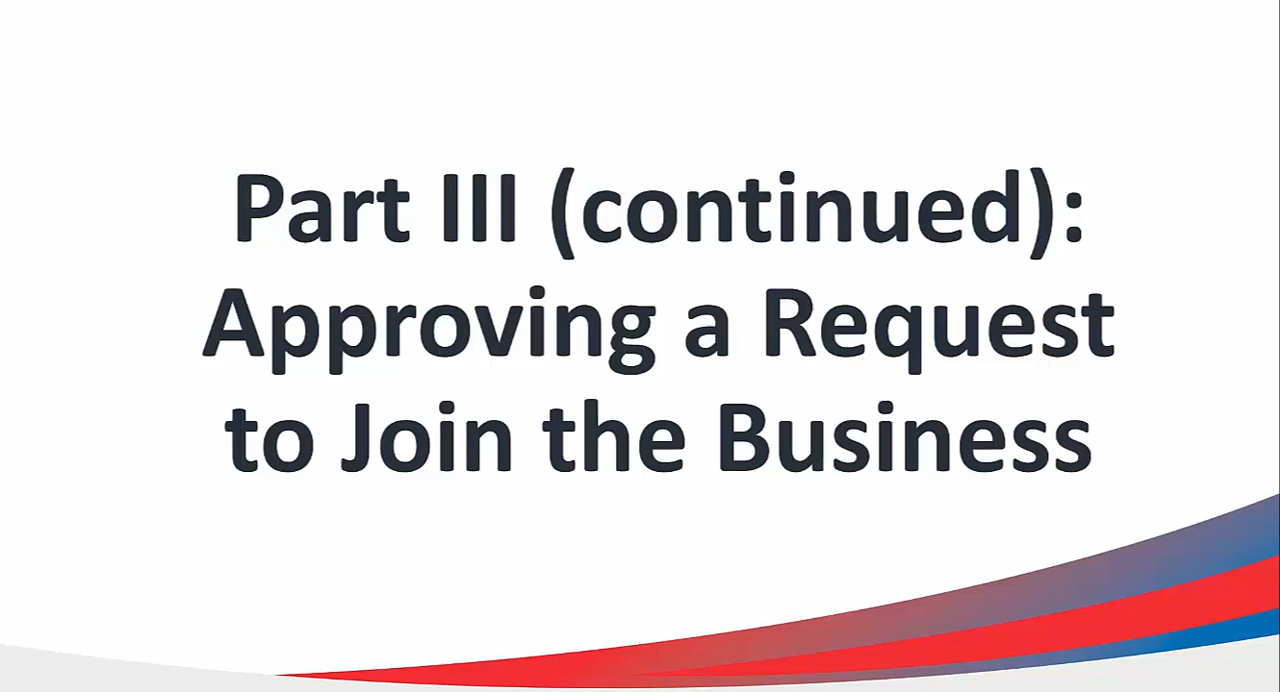 Part III (continued):
Approving a Request
to Join the Business